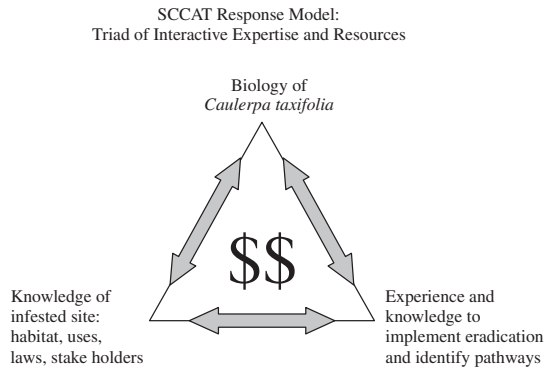 SCCAT Response Model:
Triad of Interactive Expertise and Resources
Biology of
Caulerpa taxifolia
$$
Knowledge of
infested site:
habitat, uses,
laws, stake holders
Experience and
knowledge to
implement eradication
and identify pathways